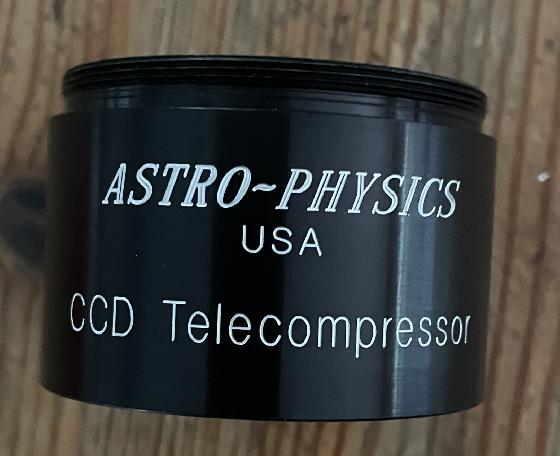 ASTRO~PHYSICS
USA
CCD Telecompressor